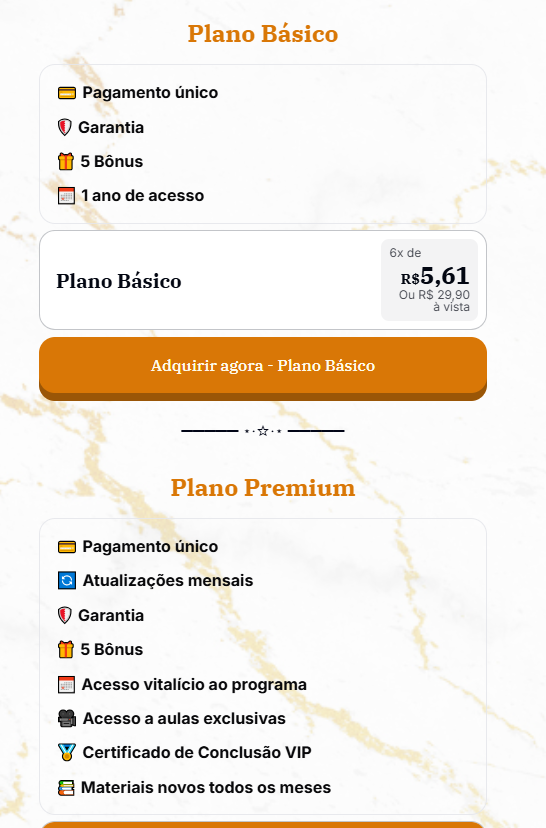 Plano Básico
Pagamento único
Garantia
5 Bônus
1 ano de acesso
Plano Básico
6x de
R$5,61
Ou R$ 29,90
à vista
Adquirir agora - Plano Básico
Plano Premium
Pagamento único
Atualizações mensais
Garantia
5 Bônus
Acesso vitalício ao programa
Acesso a aulas exclusivas
Certificado de Conclusão VIP
Materiais novos todos os meses